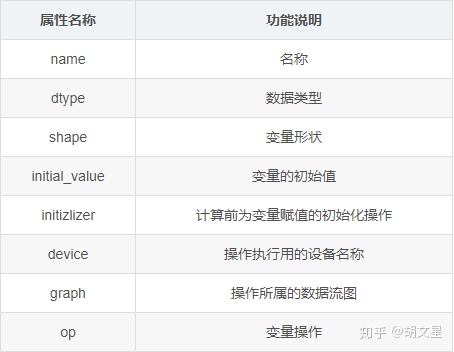 属性名称 功能说明
name 名称
dtype 数据类型
shape 变量形状
initial_value 变量的初始值
initizlizer 计算前为变量赋值的初始化操作
device 操作执行用的设备名称
graph 操作所属的数据流图
op 变量操作
知乎 @胡文星